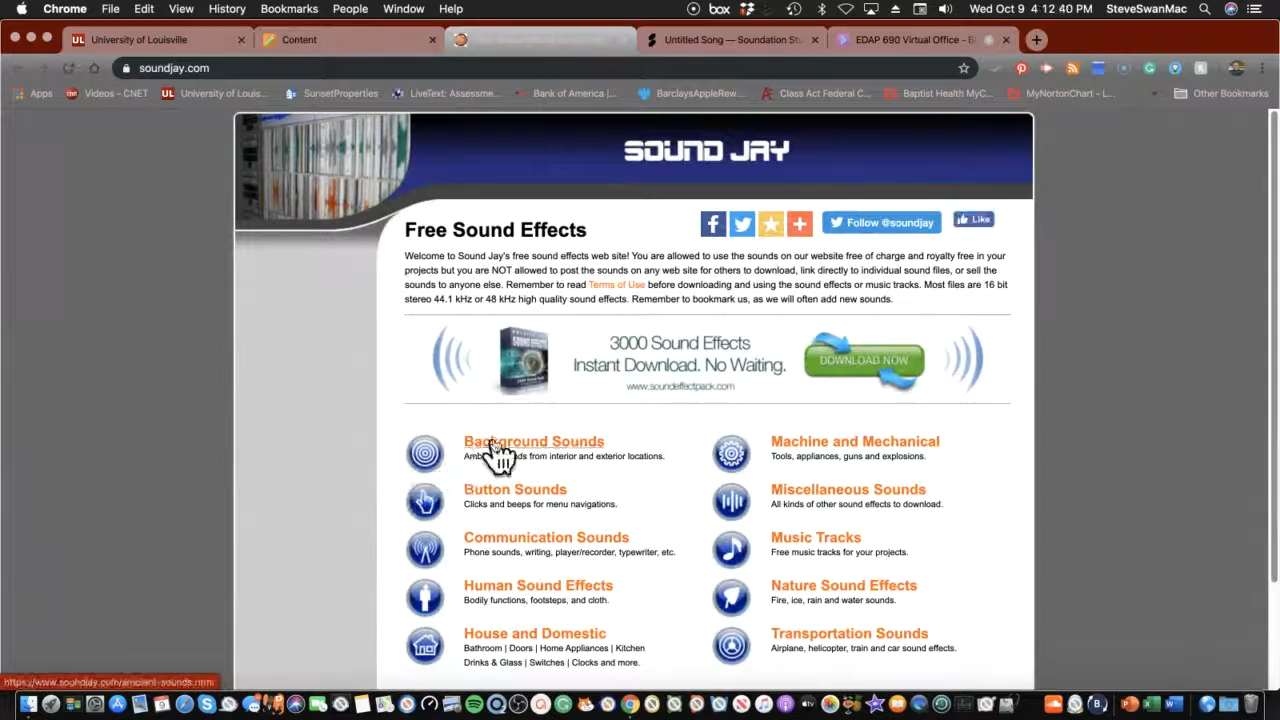 Chrome File Edit View History Bookmarks People Window Help box Wed Oct 9 4:12:40 PM SteveSwanMac
University of Louisville Content Untitled Song — Soundation Stu EDAP 690 Virtual Office - B
soundjay.com
Apps Videos – CNET University of Louis... SunsetProperties LiveText: Assessme... Bank of America |... BarclaysAppleRew... Class Act Federal C... Baptist Health MyC... MyNortonChart - L... Other Bookmarks
SOUND JAY
Free Sound Effects
Follow @soundjay Like
Welcome to Sound Jay's free sound effects web site! You are allowed to use the sounds on our website free of charge and royalty free in your
projects but you are NOT allowed to post the sounds on any web site for others to download, link directly to individual sound files, or sell the
sounds to anyone else. Remember to read Terms of Use before downloading and using the sound effects or music tracks. Most files are 16 bit
stereo 44.1 kHz or 48 kHz high quality sound effects. Remember to bookmark us, as we will often add new sounds.
3000 Sound Effects
Instant Download. No Waiting.
www.soundeffectpack.com
DOWNLOAD NOW
Background Sounds
from interior and exterior locations.
Button Sounds
Clicks and beeps for menu navigations.
Communication Sounds
Phone sounds, writing, player/recorder, typewriter, etc.
Human Sound Effects
Bodily functions, footsteps, and cloth.
House and Domestic
Bathroom | Doors | Home Appliances | Kitchen
Drinks & Glass | Switches | Clocks and more.
Machine and Mechanical
Tools, appliances, guns and explosions.
Miscellaneous Sounds
All kinds of other sound effects to download.
Music Tracks
Free music tracks for your projects.
Nature Sound Effects
Fire, ice, rain and water sounds.
Transportation Sounds
Airplane, helicopter, train and car sound effects.